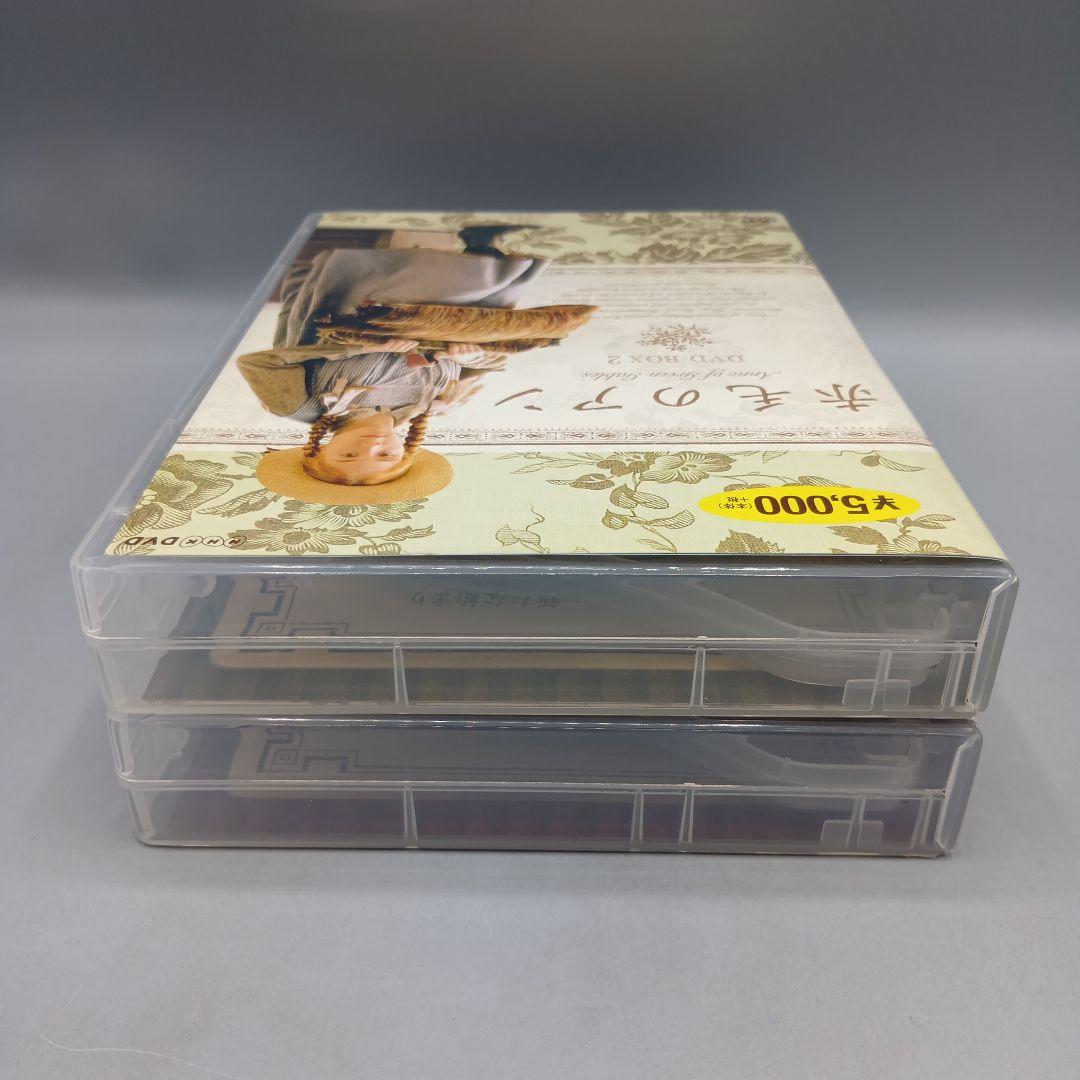 赤毛のアン
Anne of Green Gables
DVD BOX 2
¥5,000(本体)
+税
NHK DVD
新たな始まり